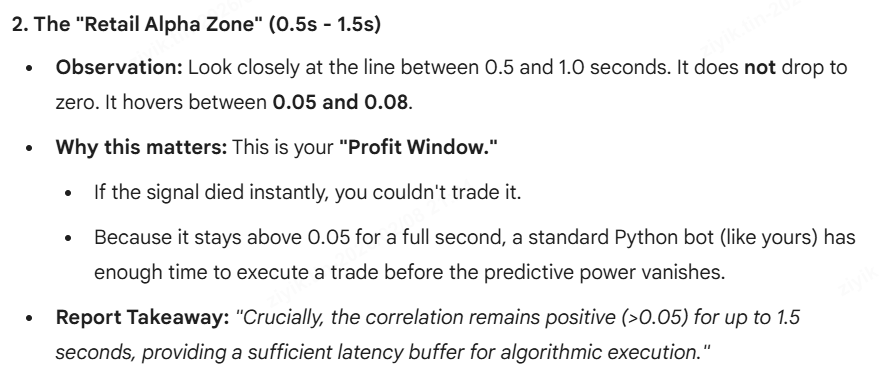 2. The "Retail Alpha Zone" (0.5s - 1.5s)
• Observation: Look closely at the line between 0.5 and 1.0 seconds. It does not drop to
zero. It hovers between 0.05 and 0.08.
• Why this matters: This is your "Profit Window."
• If the signal died instantly, you couldn't trade it.
• Because it stays above 0.05 for a full second, a standard Python bot (like yours) has
enough time to execute a trade before the predictive power vanishes.
• Report Takeaway: "Crucially, the correlation remains positive (>0.05) for up to 1.5
seconds, providing a sufficient latency buffer for algorithmic execution."